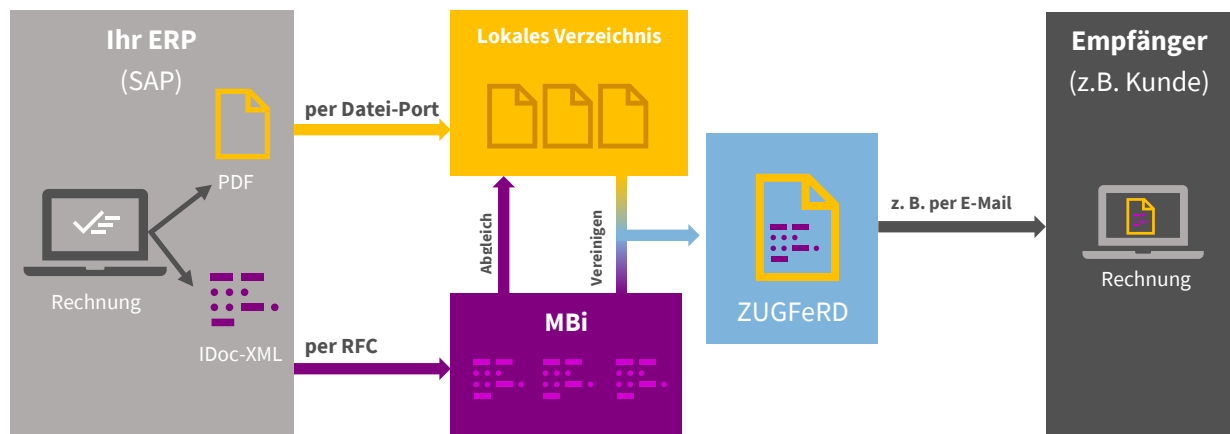 Ihr ERP
(SAP)
PDF
Rechnung
IDoc-XML
per Datei-Port
per RFC
Lokales Verzeichnis
Abgleich
Vereinigen
MBi
ZUGFeRD
z. B. per E-Mail
Empfänger
(z.B. Kunde)
Rechnung